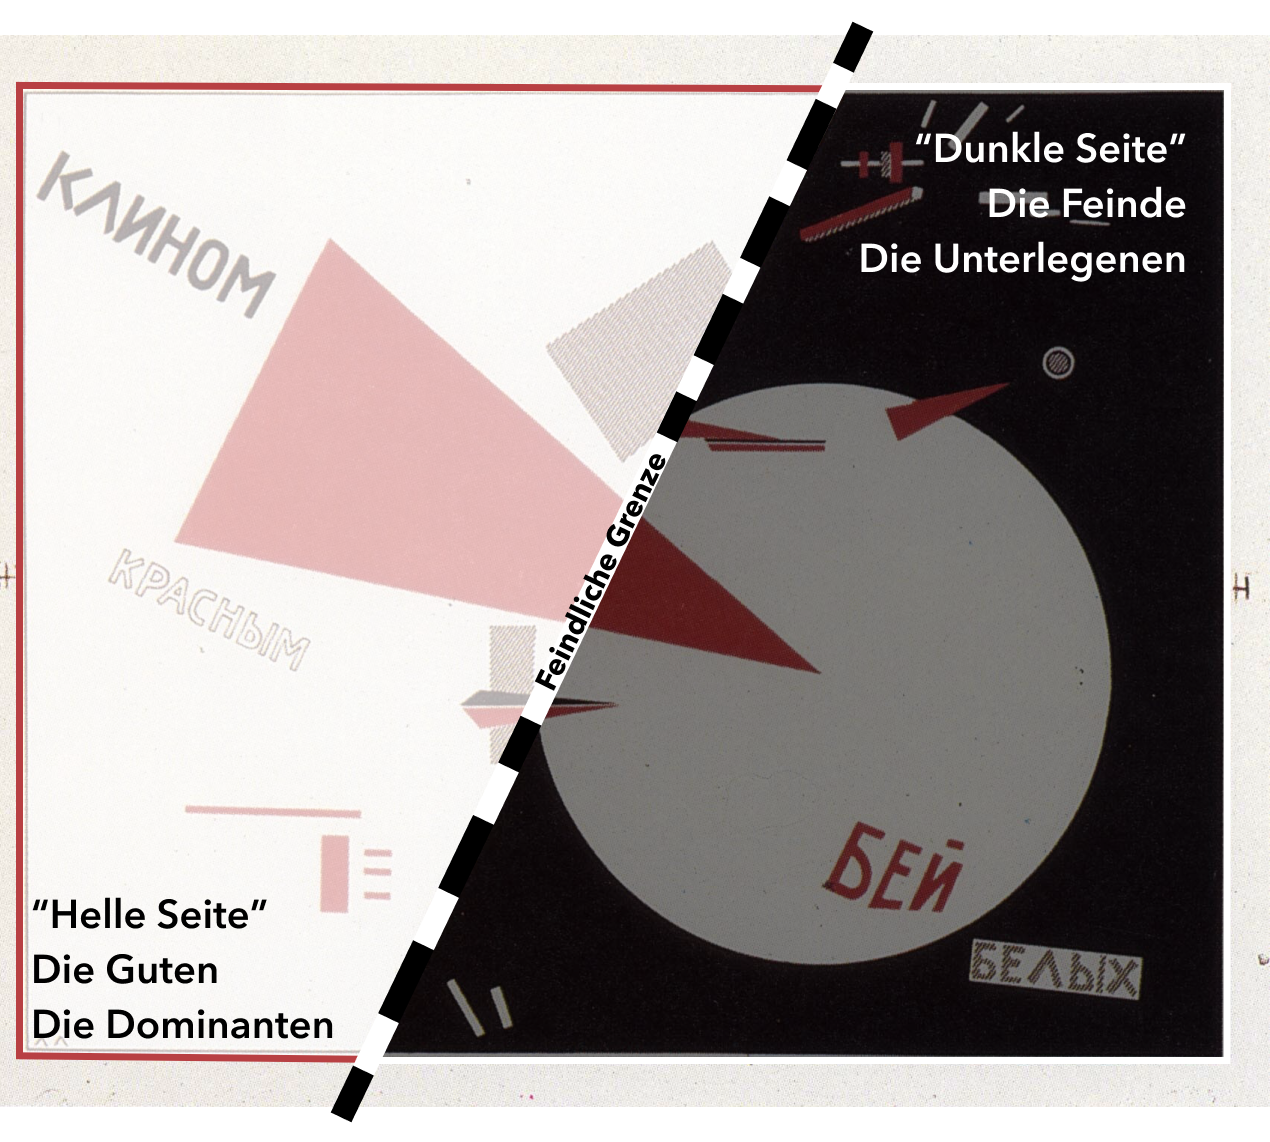 КЛИНОМ
КРАСНЫМ
“Dunkle Seite”
Die Feinde
Die Unterlegenen
Feindliche Grenze
БЕЙ
БЕЛЫХ
“Helle Seite”
Die Guten
Die Dominanten